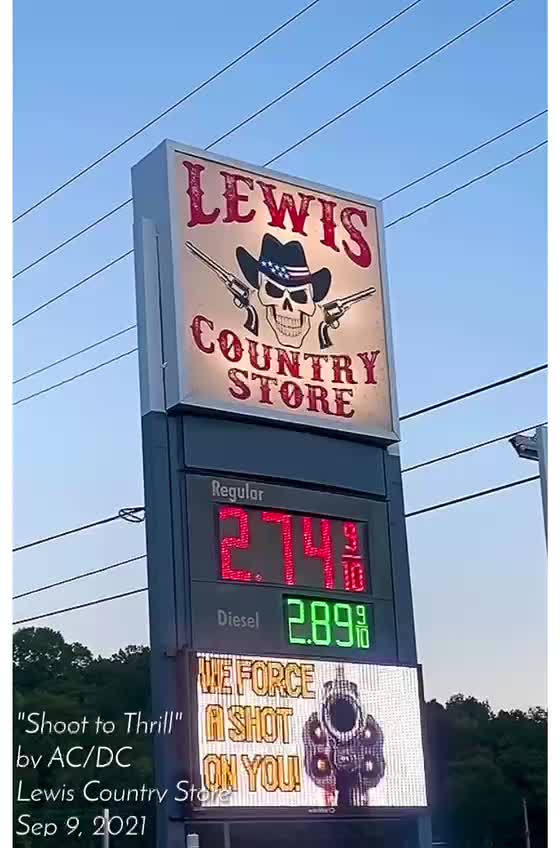 LEWIS
COUNTRY
STORE
Regular
2.74 9/10
Diesel
2.89 9/10
WE FORCE
A SHOT
ON YOU!
"Shoot to Thrill"
by AC/DC
Lewis Country Store
Sep 9, 2021